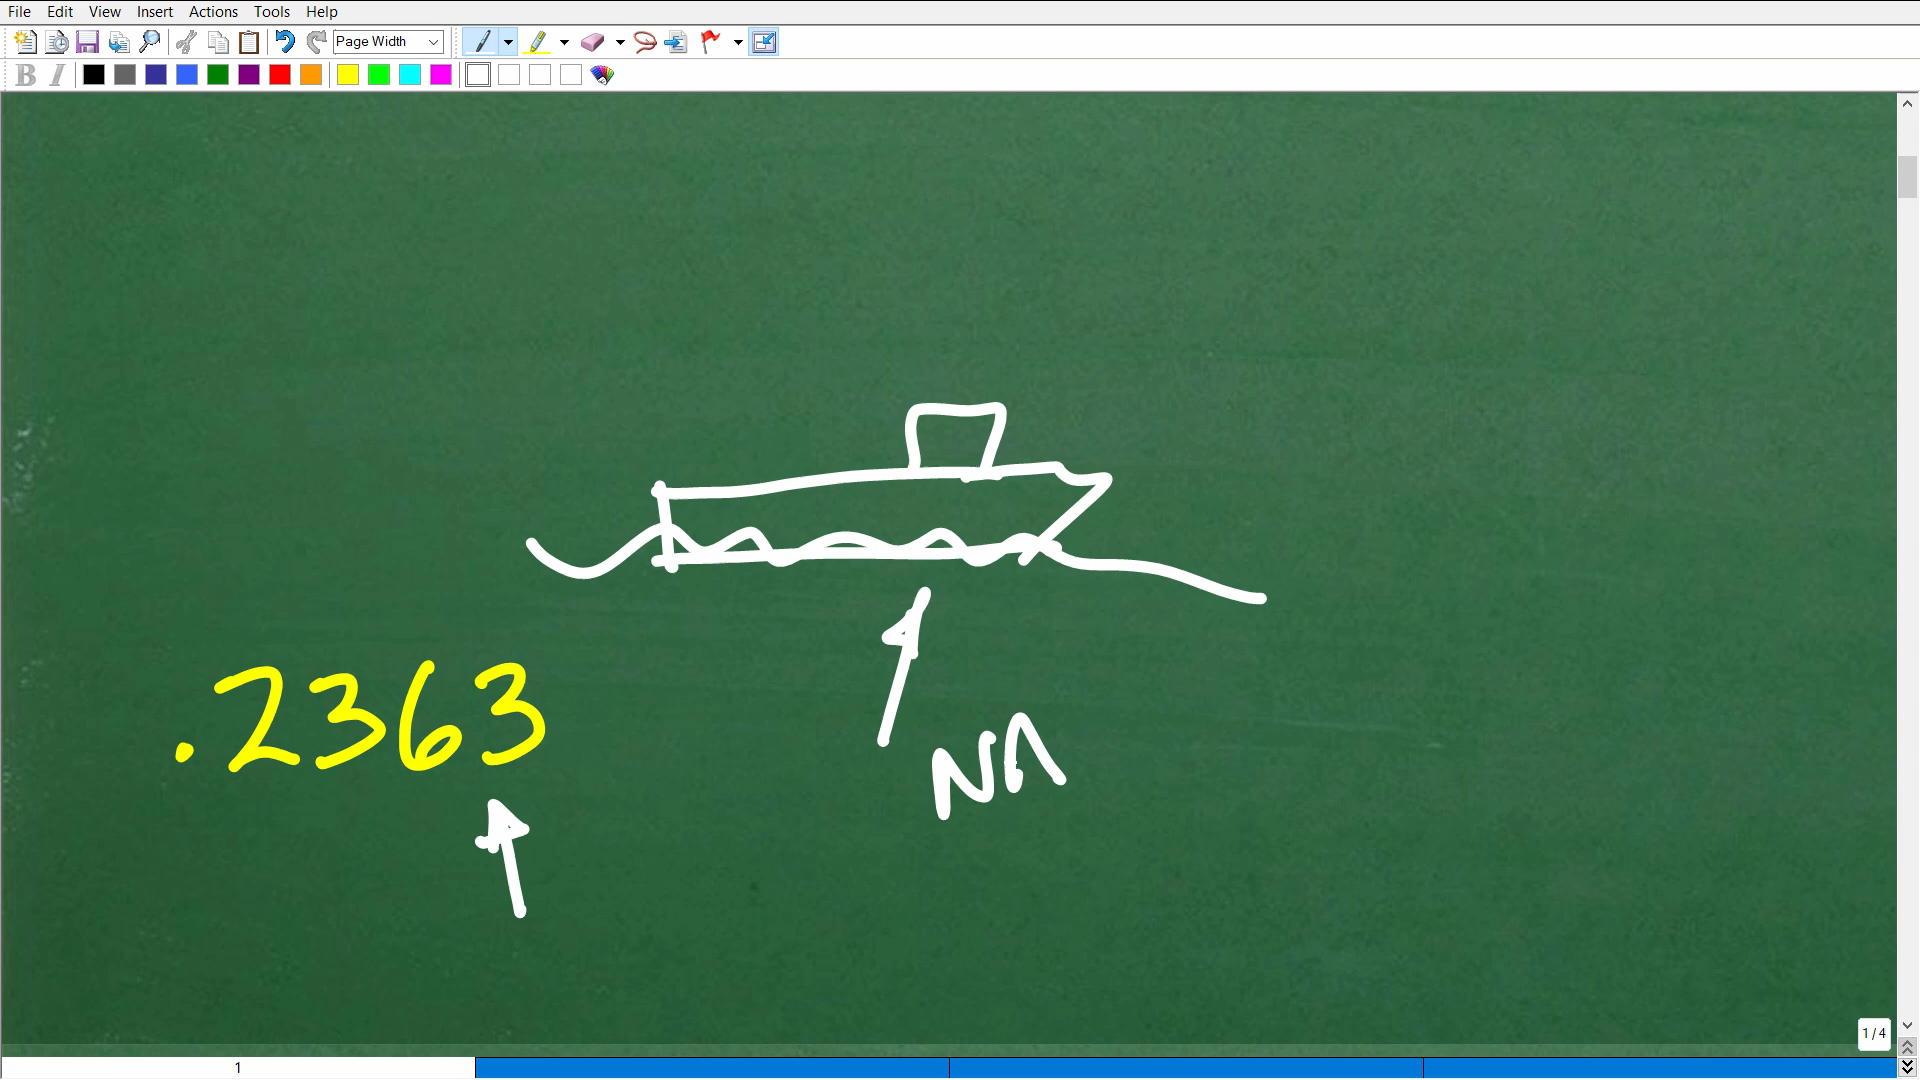 File Edit View Insert Actions Tools Help
Page Width
B I
.2363
NA
1 / 4
1